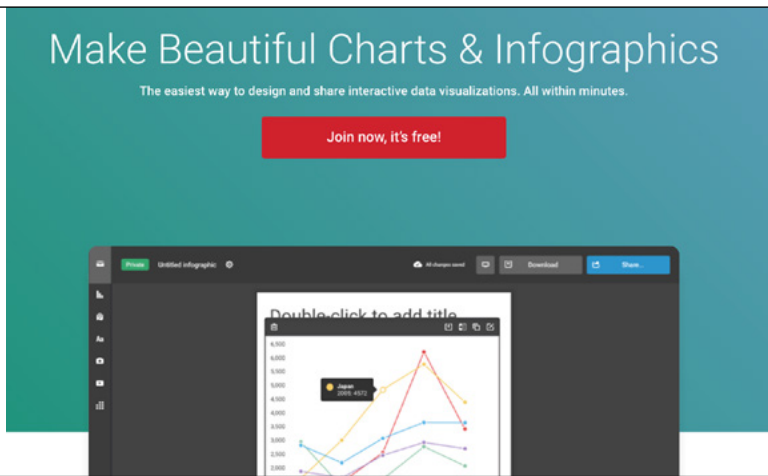 Make Beautiful Charts & Infographics
The easiest way to design and share interactive data visualizations. All within minutes.
Join now, it's free!
Private Untitled infographic All changes saved Download Share...
Aa
Double-click to add title
6,500
6,000
5,500
5,000
4,500
4,000
3,500
3,000
2,500
2,000
Japan
2005: 4572